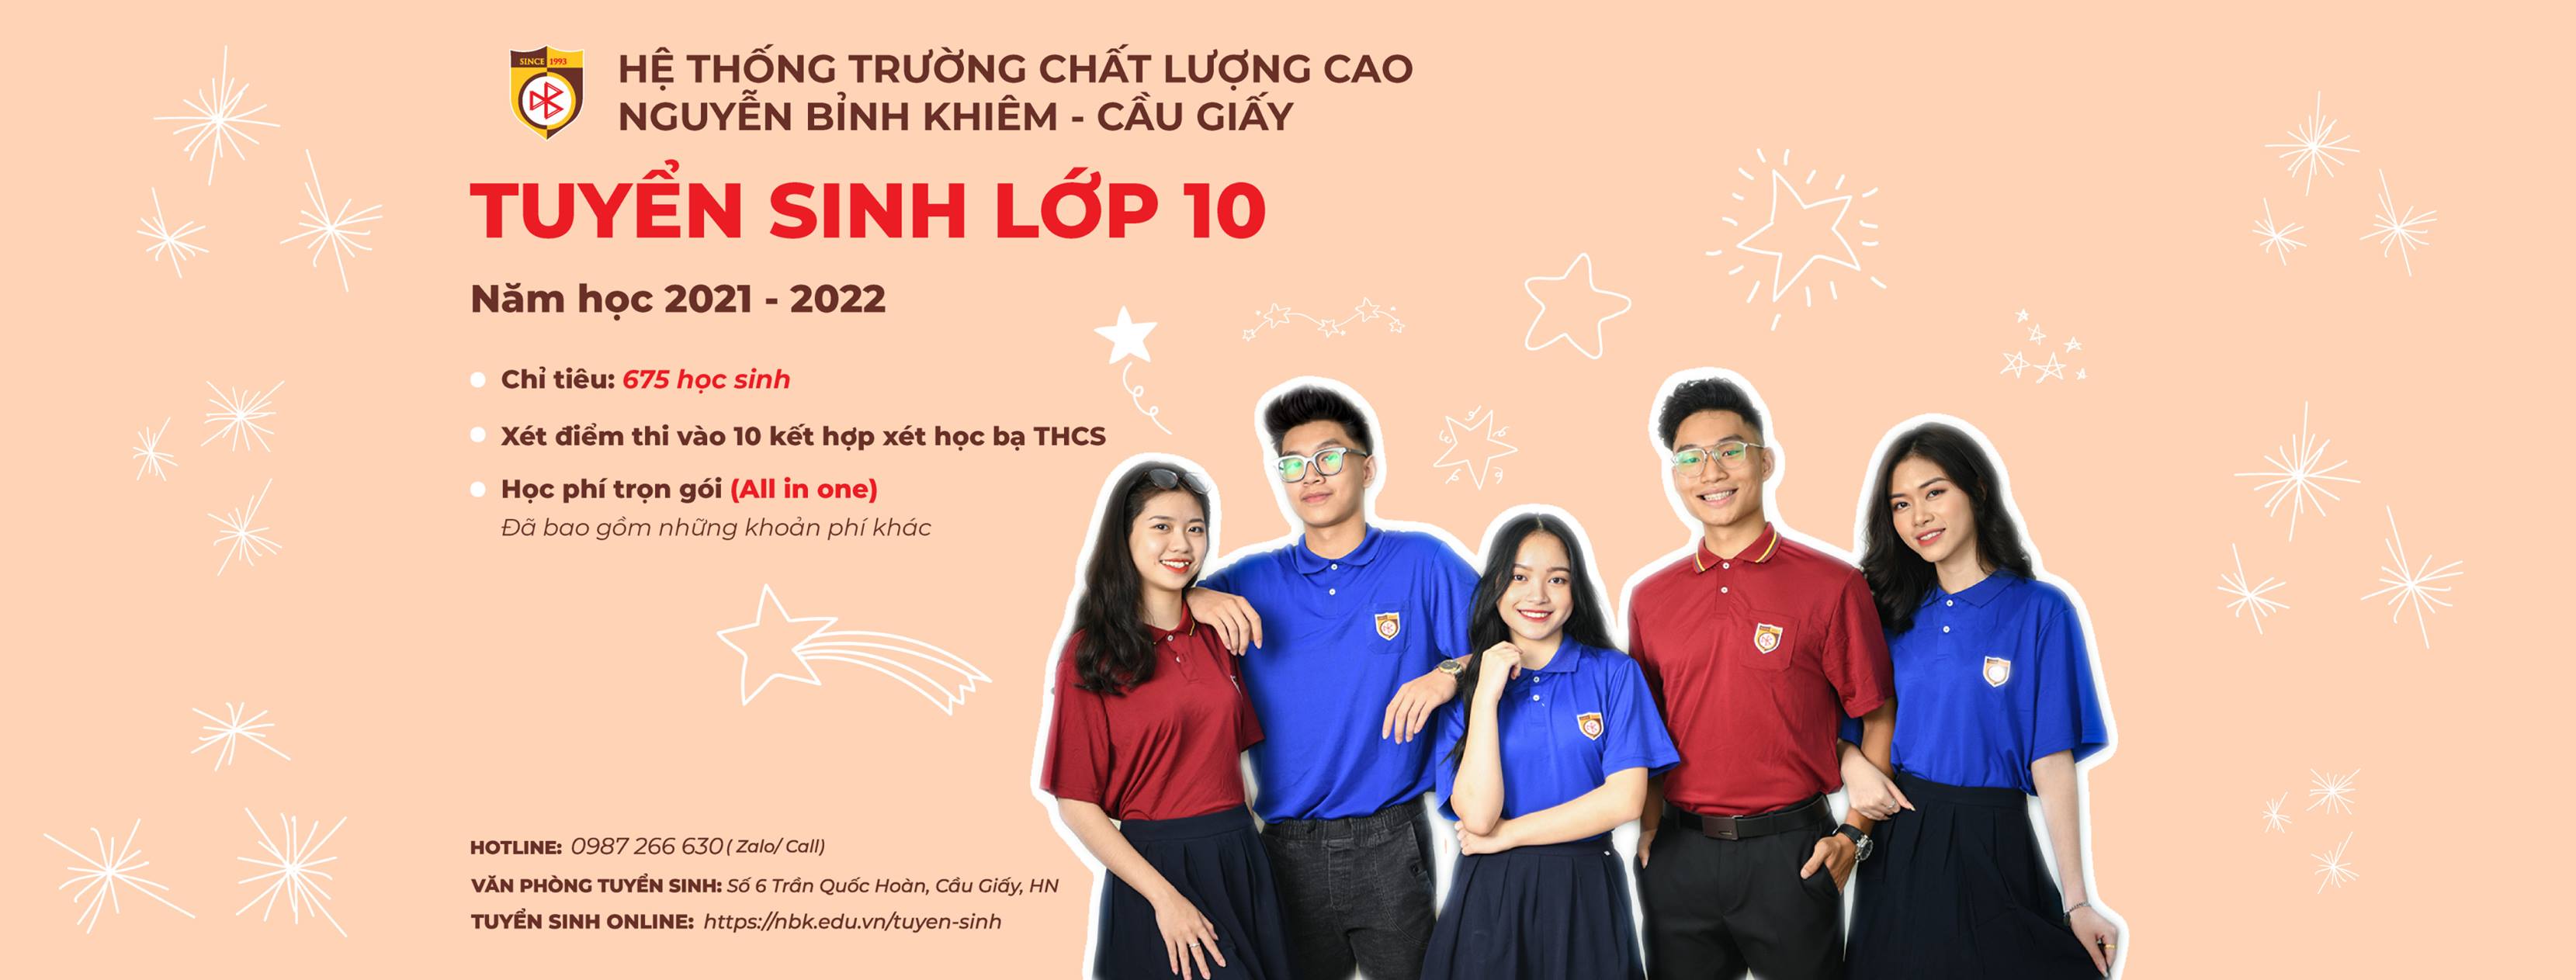 SINCE 1993
HỆ THỐNG TRƯỜNG CHẤT LƯỢNG CAO
NGUYỄN BỈNH KHIÊM - CẦU GIẤY
TUYỂN SINH LỚP 10
Năm học 2021 - 2022
Chỉ tiêu: 675 học sinh
Xét điểm thi vào 10 kết hợp xét học bạ THCS
Học phí trọn gói (All in one)
Đã bao gồm những khoản phí khác
HOTLINE: 0987 266 630 ( Zalo/ Call)
VĂN PHÒNG TUYỂN SINH: Số 6 Trần Quốc Hoàn, Cầu Giấy, HN
TUYỂN SINH ONLINE: https://nbk.edu.vn/tuyen-sinh